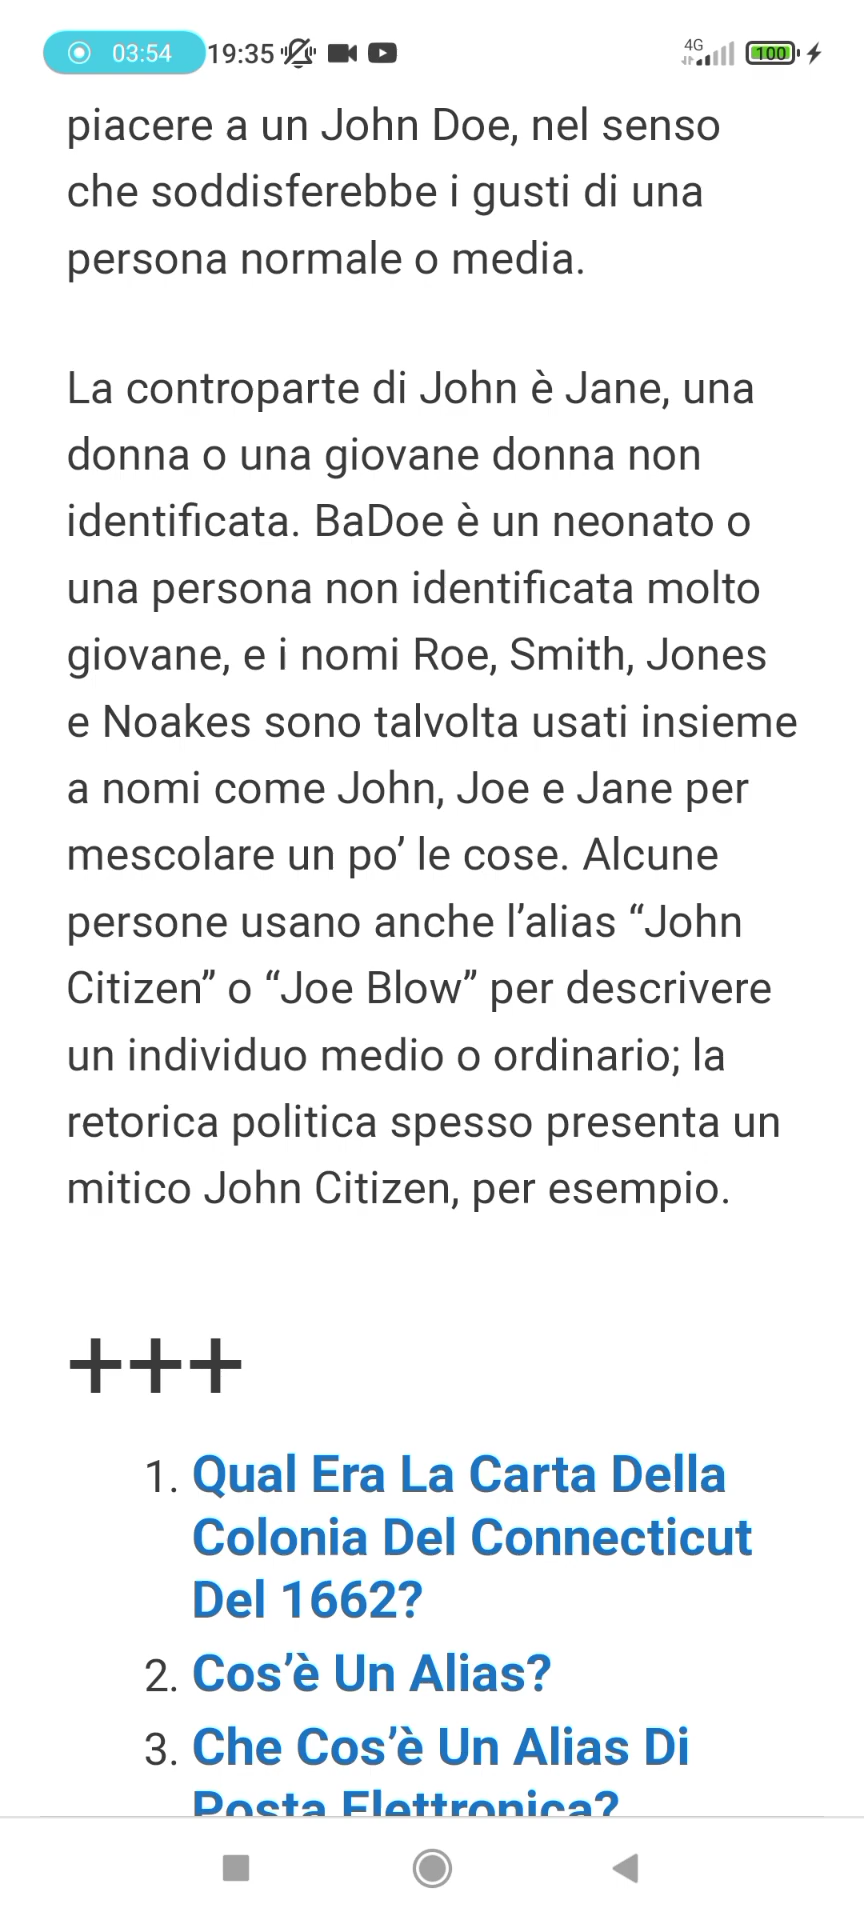 03:54 19:35 4G 100
piacere a un John Doe, nel senso
che soddisferebbe i gusti di una
persona normale o media.
La controparte di John è Jane, una
donna o una giovane donna non
identificata. BaDoe è un neonato o
una persona non identificata molto
giovane, e i nomi Roe, Smith, Jones
e Noakes sono talvolta usati insieme
a nomi come John, Joe e Jane per
mescolare un po’ le cose. Alcune
persone usano anche l’alias “John
Citizen” o “Joe Blow” per descrivere
un individuo medio o ordinario; la
retorica politica spesso presenta un
mitico John Citizen, per esempio.
+++
1. Qual Era La Carta Della
Colonia Del Connecticut
Del 1662?
2. Cos’è Un Alias?
3. Che Cos’è Un Alias Di
Posta Elettronica?